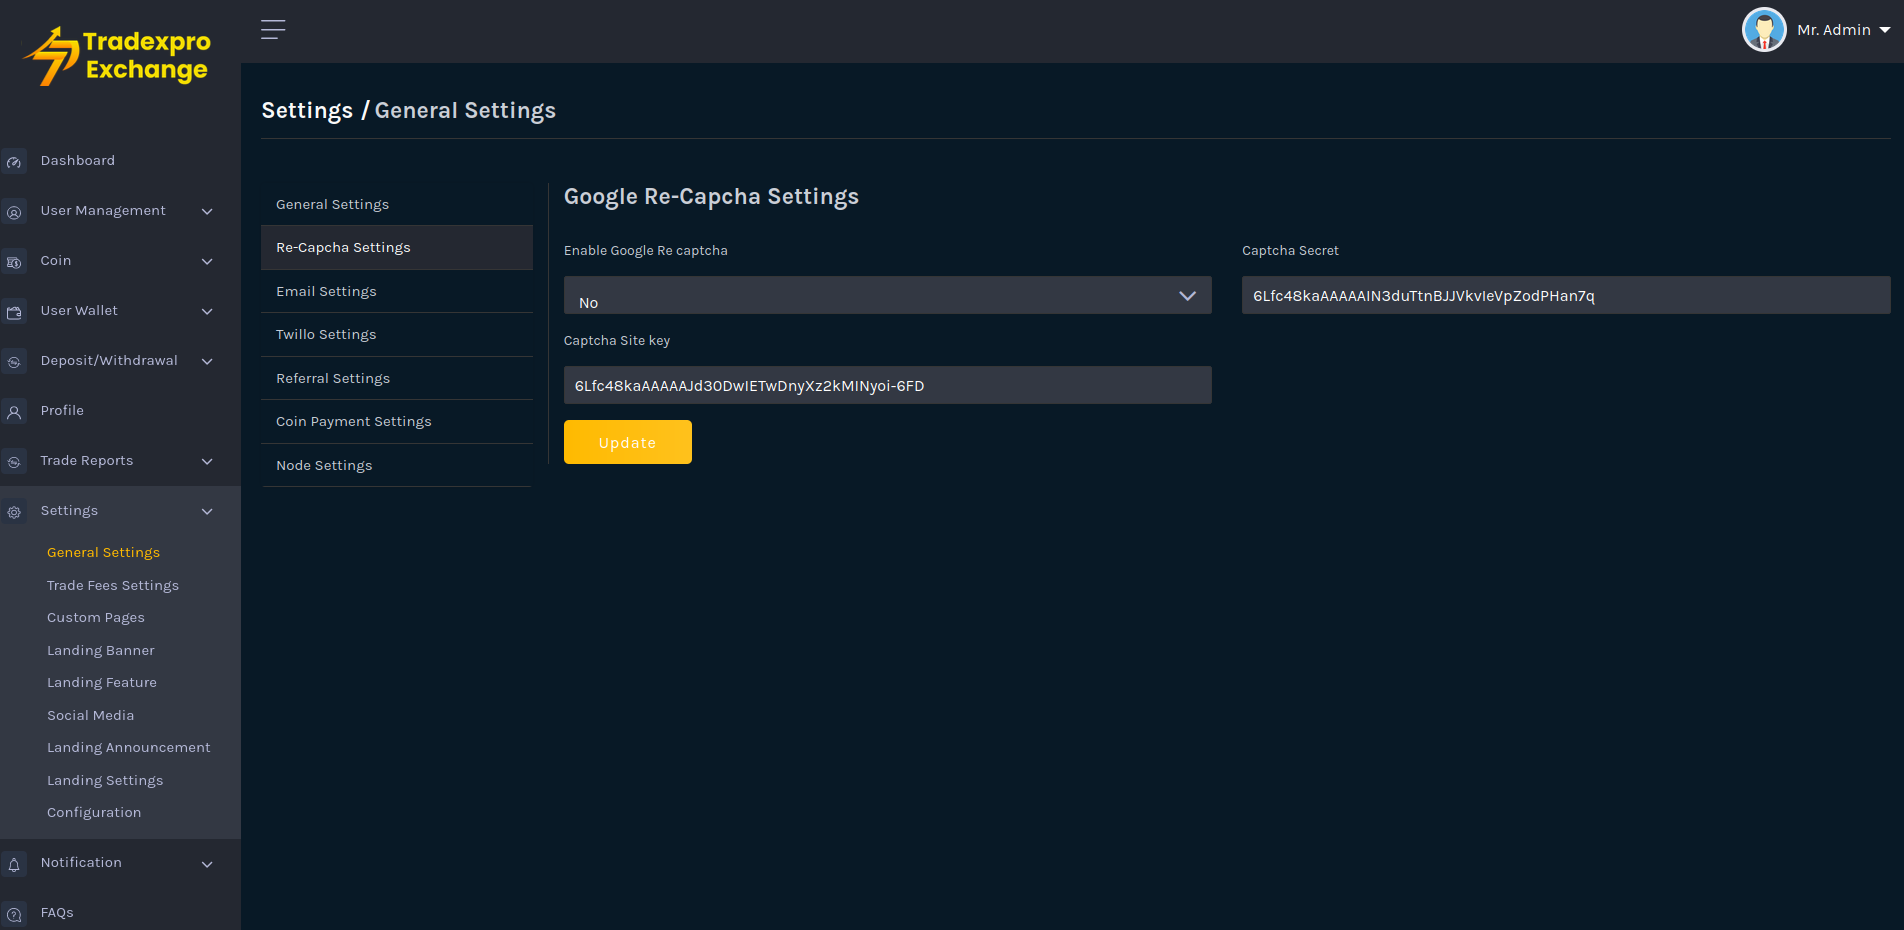 Tradexpro
Exchange
Mr. Admin
Settings / General Settings
Dashboard
User Management
Coin
User Wallet
Deposit/Withdrawal
Profile
Trade Reports
Settings
General Settings
Trade Fees Settings
Custom Pages
Landing Banner
Landing Feature
Social Media
Landing Announcement
Landing Settings
Configuration
Notification
FAQs
General Settings
Re-Capcha Settings
Email Settings
Twillo Settings
Referral Settings
Coin Payment Settings
Node Settings
Google Re-Capcha Settings
Enable Google Re captcha
No
Captcha Secret
6Lfc48kaAAAAAIN3duTtnBJJVkvIeVpZodPHan7q
Captcha Site key
6Lfc48kaAAAAAJd30DwIETwDnyXz2kMINyoi-6FD
Update